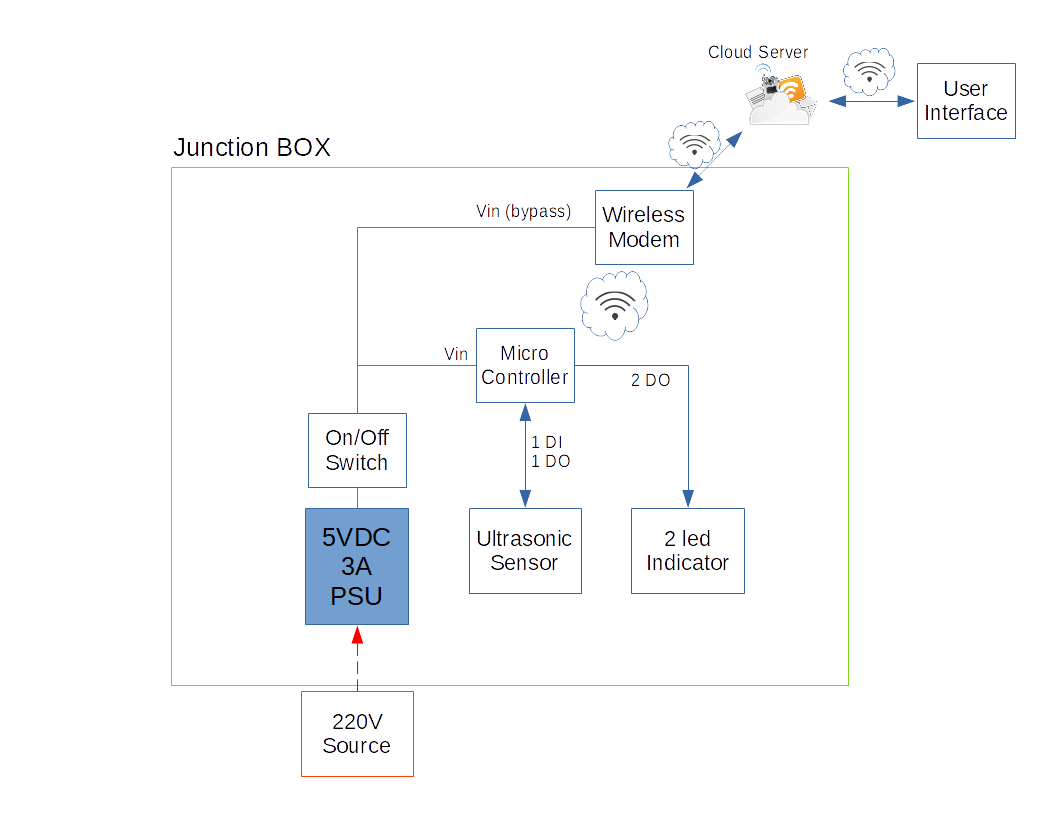 Cloud Server
User
Interface
Junction BOX
Vin (bypass)
Wireless
Modem
Vin
Micro
Controller
2 DO
On/Off
Switch
1 DI
1 DO
5VDC
3A
PSU
Ultrasonic
Sensor
2 led
Indicator
220V
Source